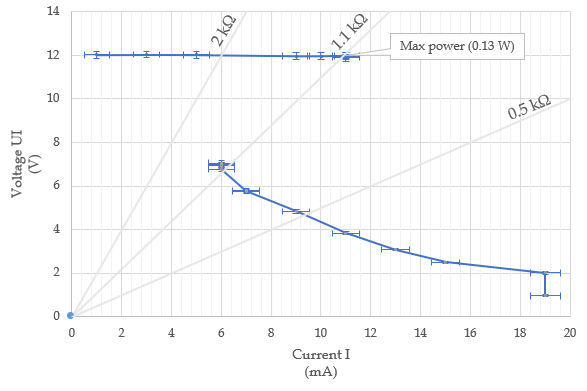 14
12
10
8
6
4
2
0
Voltage UI
(V)
2 kΩ
1.1 kΩ
0.5 kΩ
Max power (0.13 W)
0 2 4 6 8 10 12 14 16 18 20
Current I
(mA)